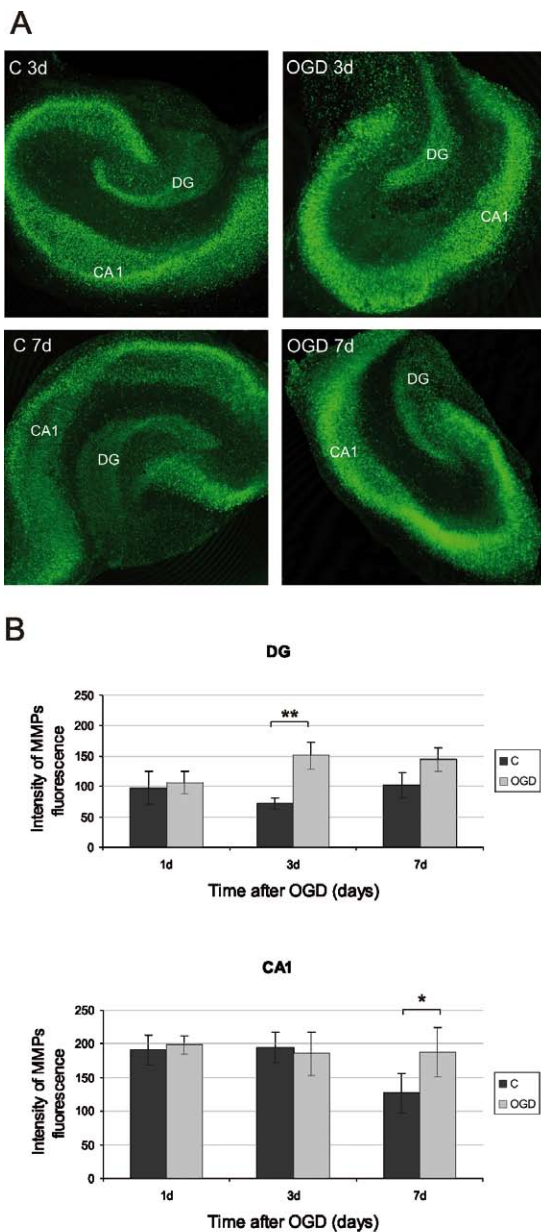 A
C 3d
DG
CA1
OGD 3d
DG
CA1
C 7d
CA1
DG
OGD 7d
DG
CA1
B
DG
Intensity of MMPs
fluorescence
250
200
150
100
50
0
**
1d
3d
7d
Time after OGD (days)
C
OGD
CA1
Intensity of MMPs
fluorescence
250
200
150
100
50
0
*
1d
3d
7d
Time after OGD (days)
C
OGD